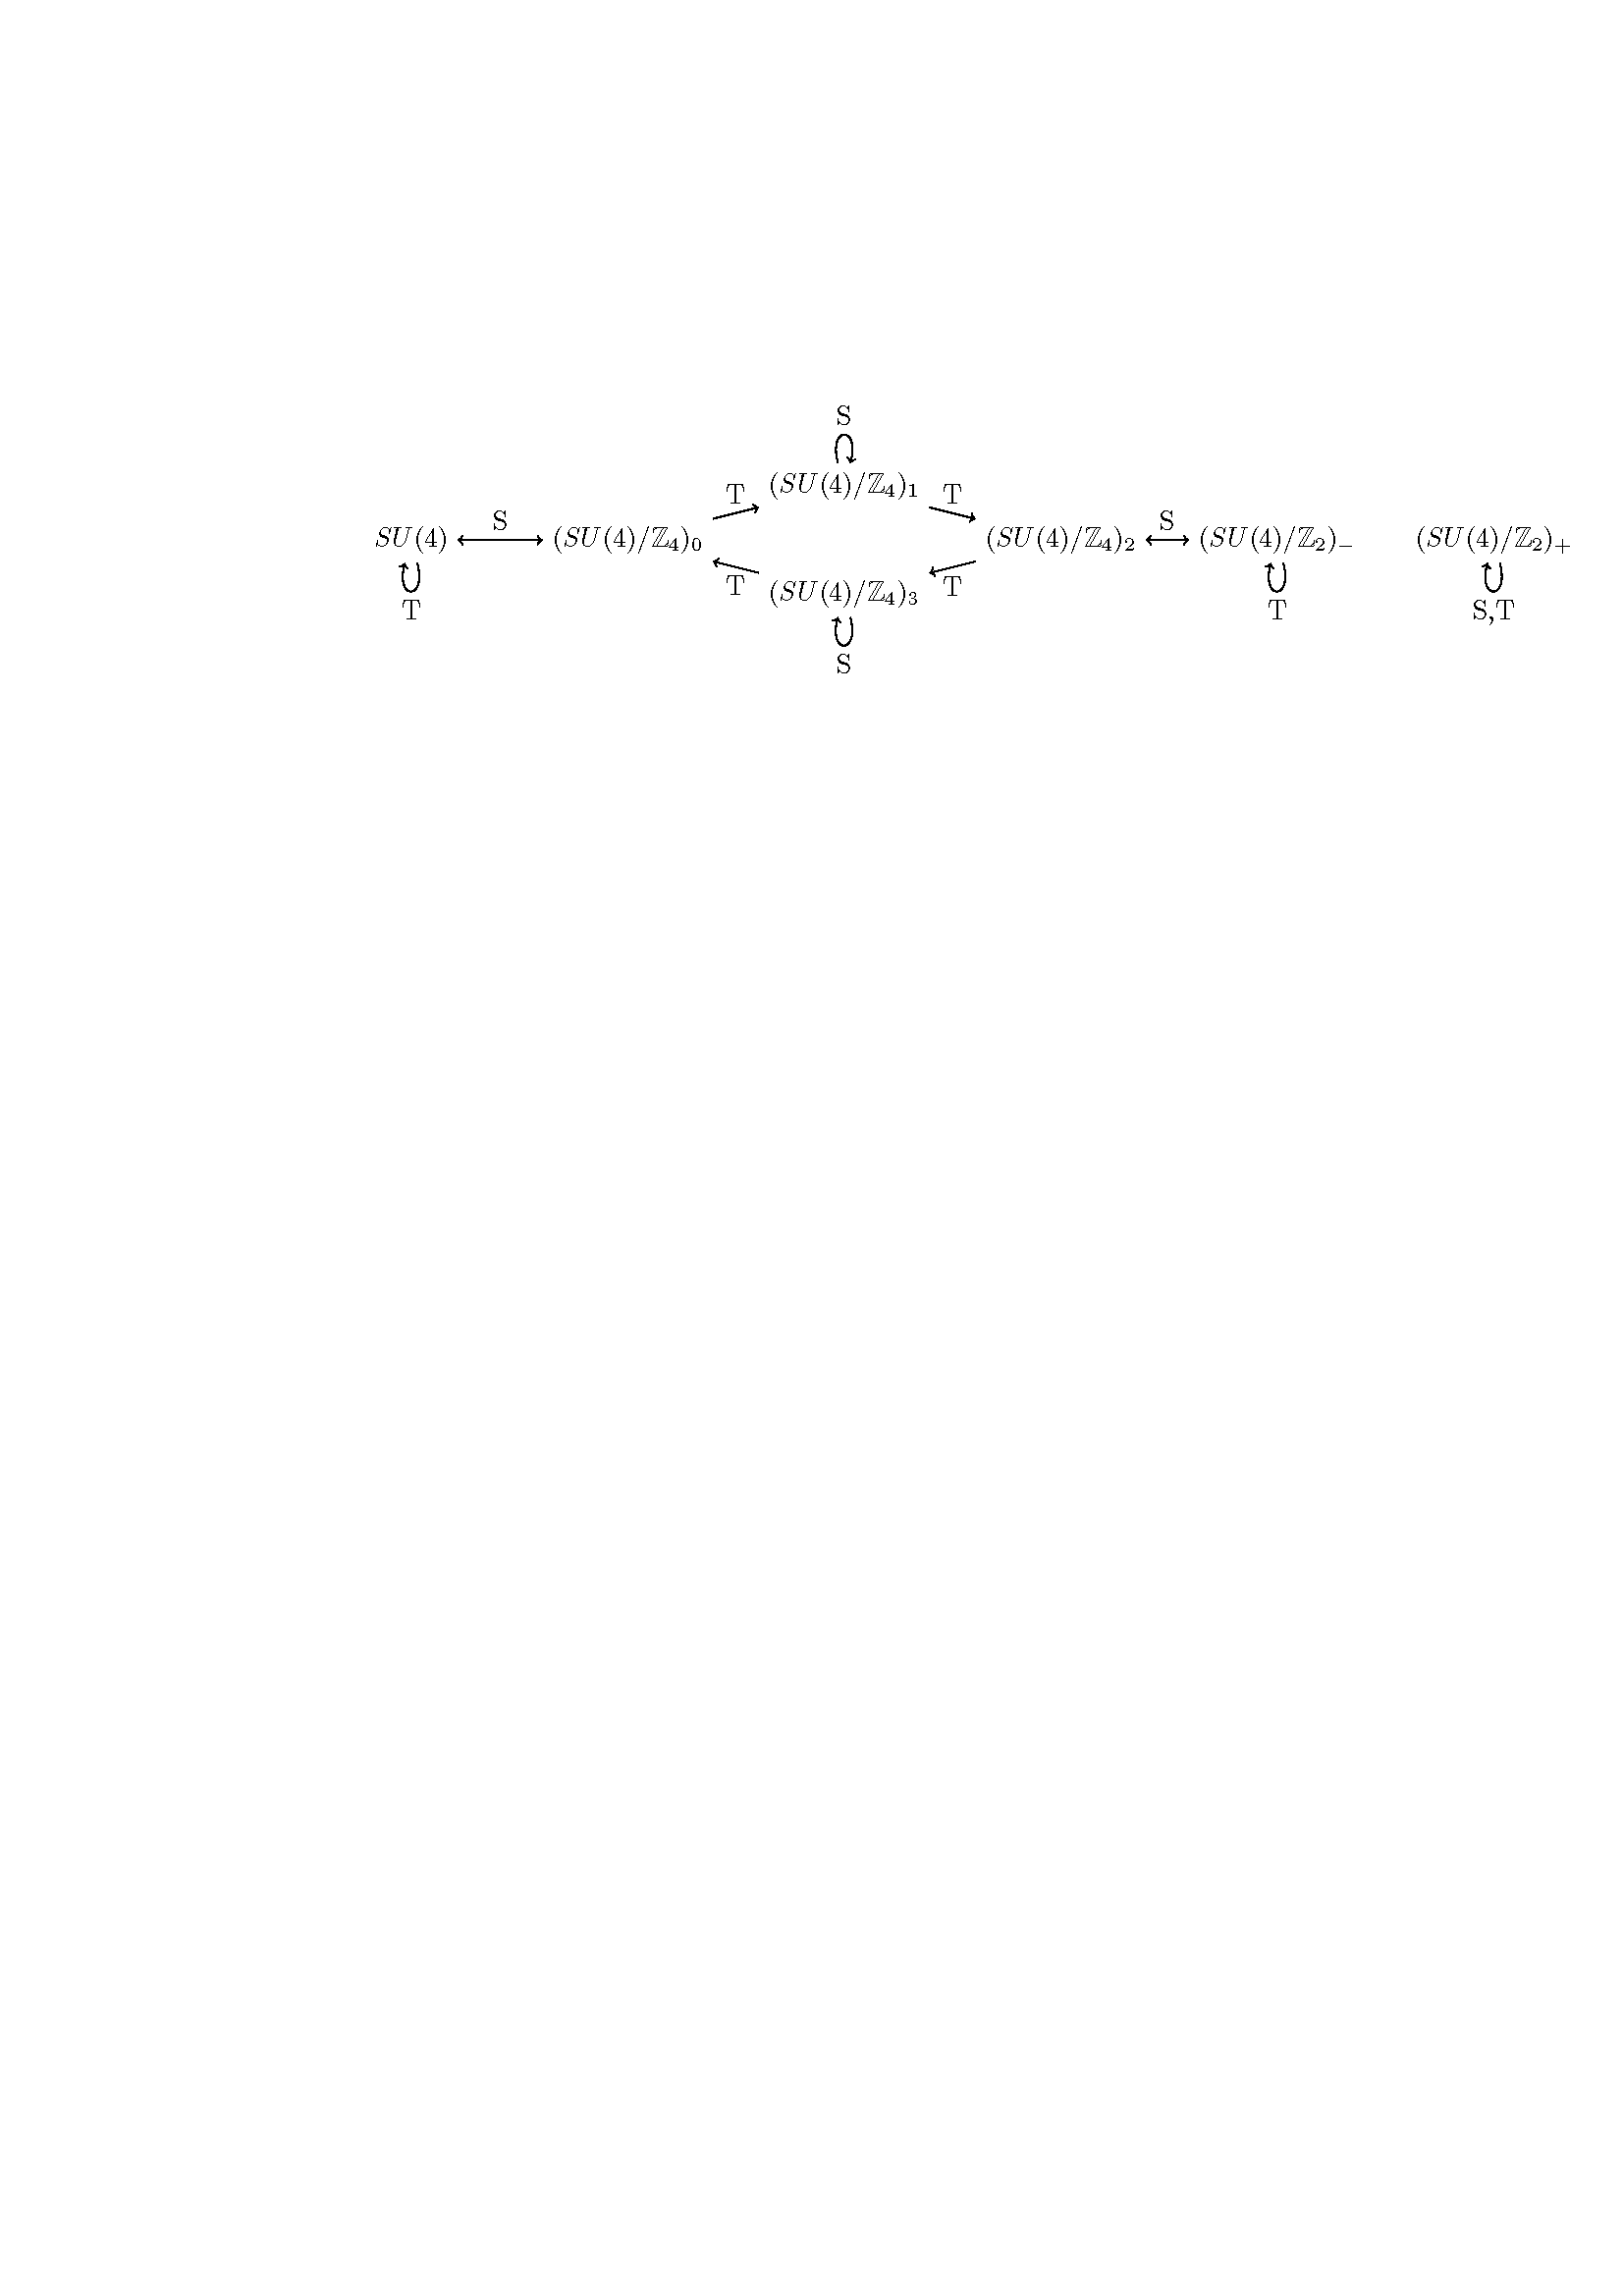 S
(SU(4)/ℤ₄)₁
T T
S S
SU(4) (SU(4)/ℤ₄)₀ (SU(4)/ℤ₄)₂ (SU(4)/ℤ₂)₋ (SU(4)/ℤ₂)₊
T T
(SU(4)/ℤ₄)₃
T T S,T
S